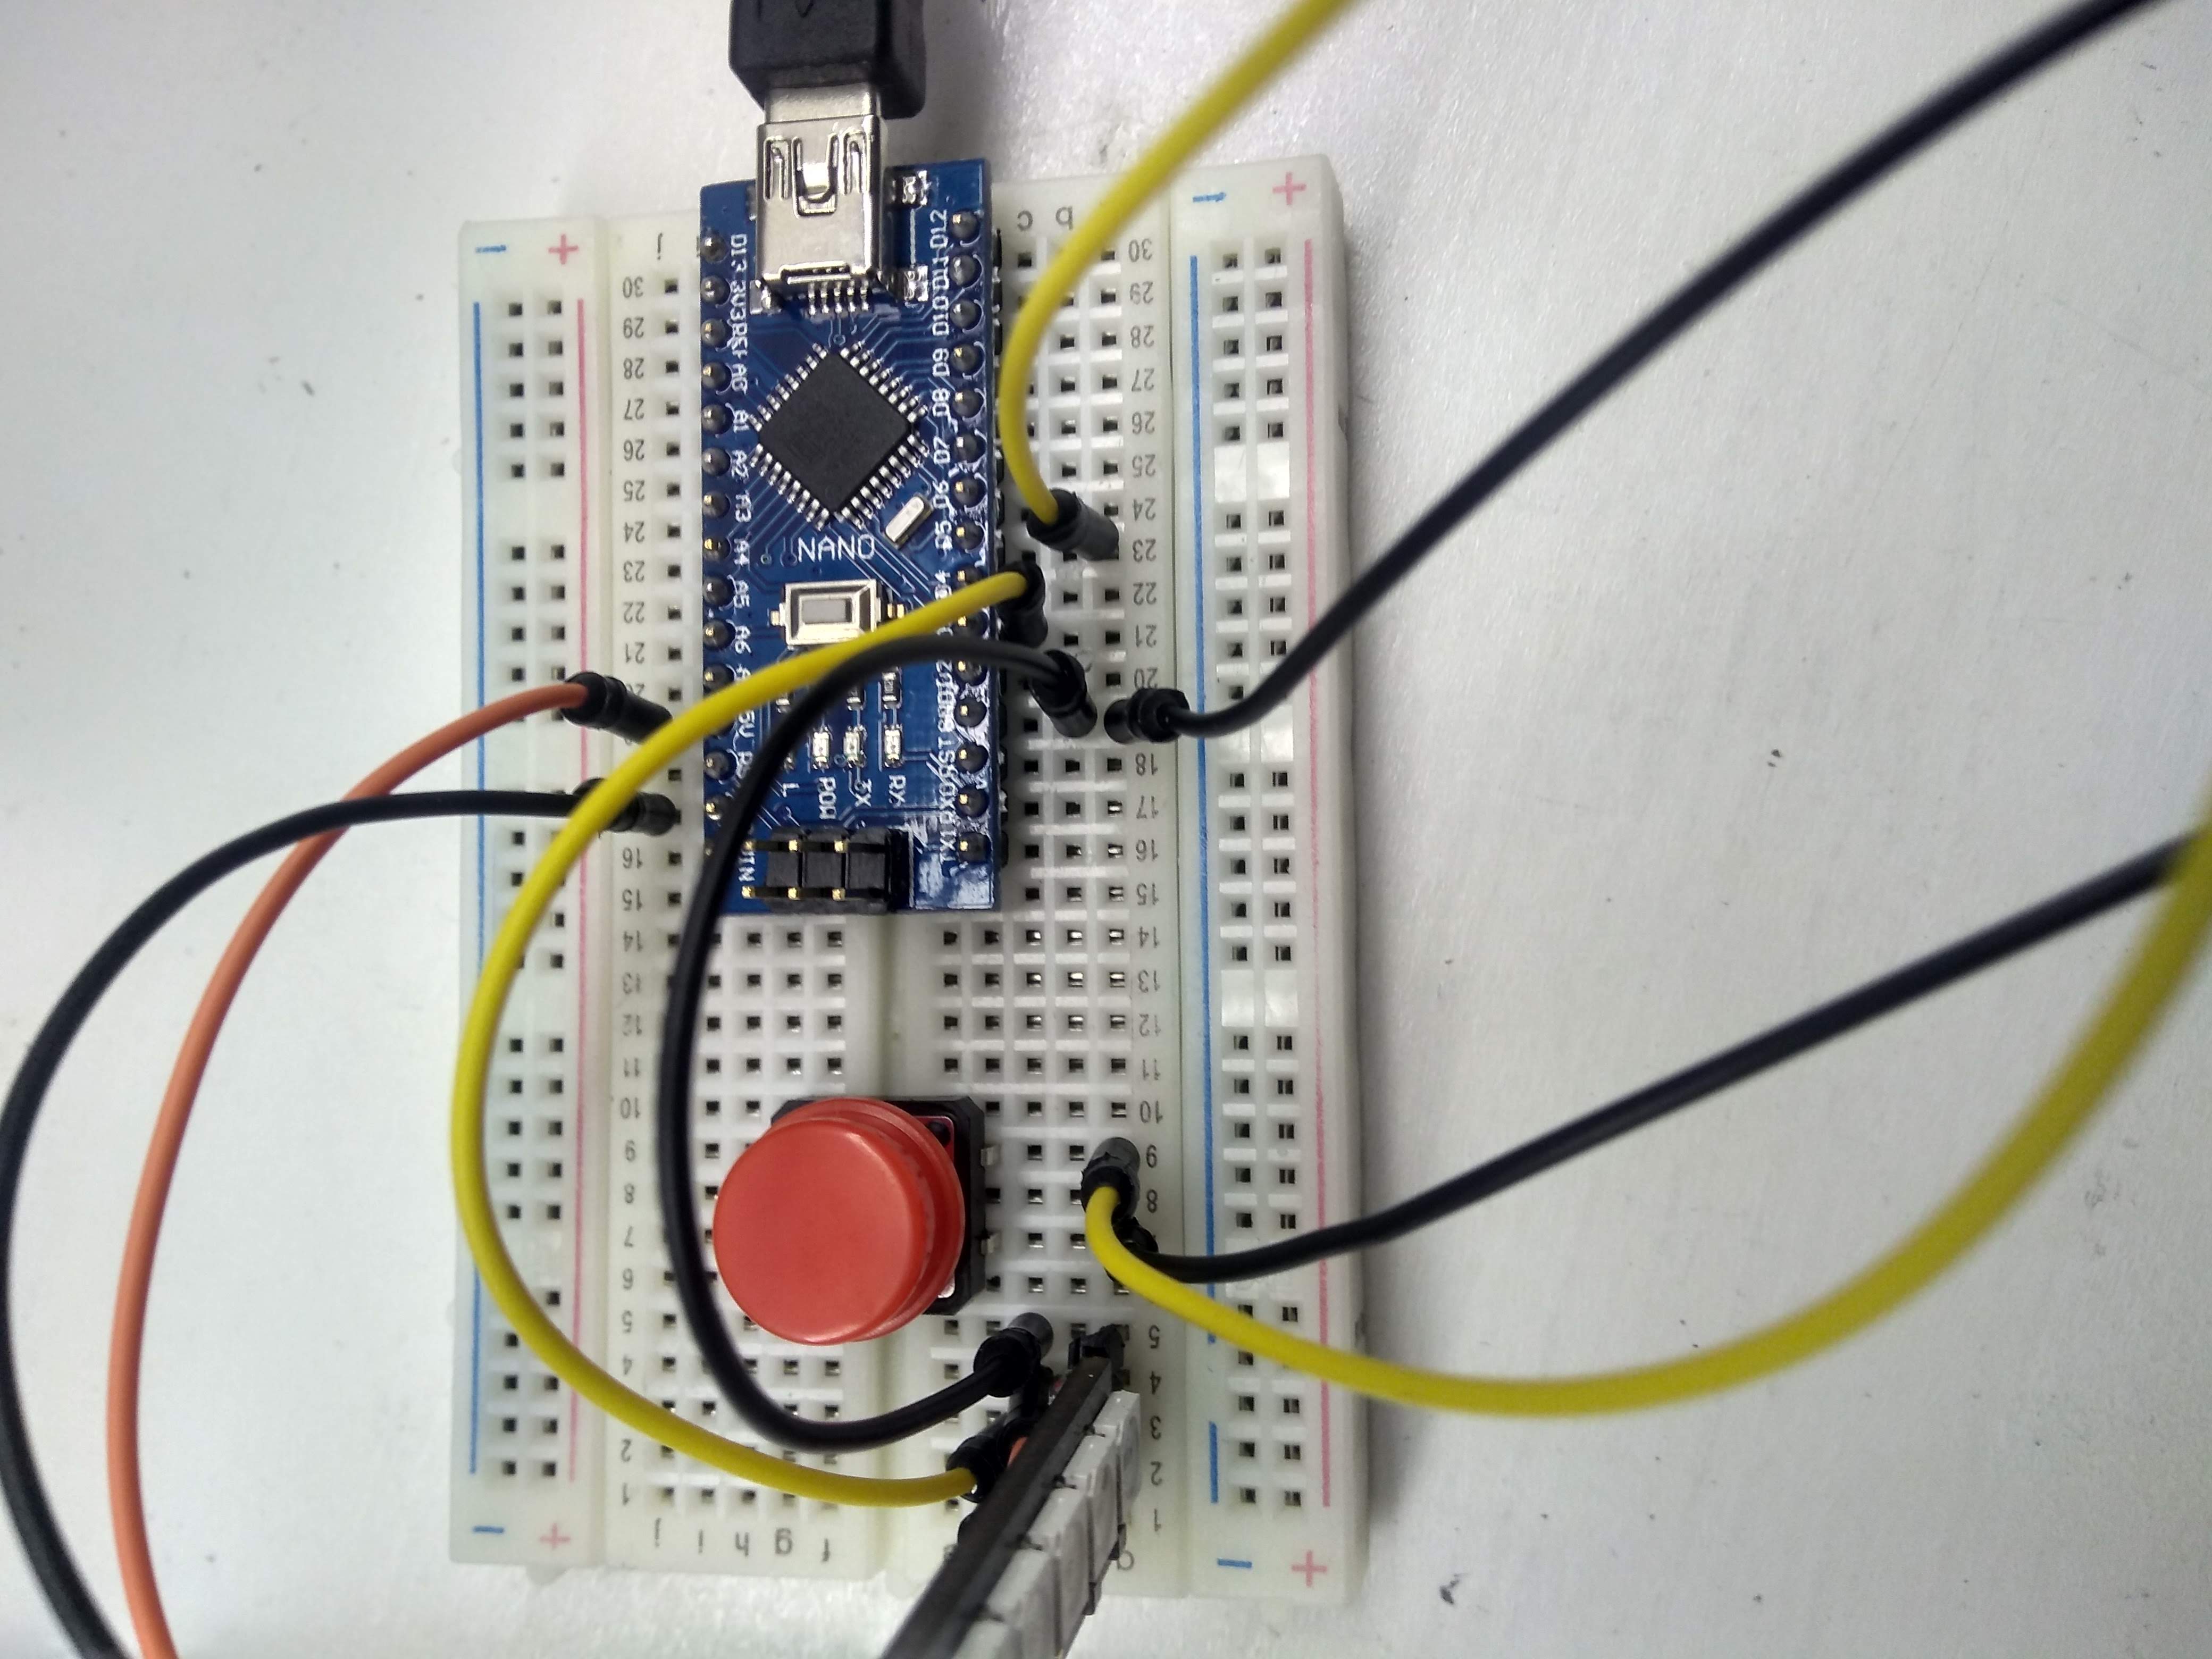 − −
+ +
1 2 4 5 6 7 8 9 10 11 12 13 14 15 16 20 21 22 23 24 25 26 27 28 29 30
j j
i
h
g
f
VIN 5V A6 A5 A4 A3 A2 A1 A0 REF 3V3 D13
L
POW
TX
RX
NANO
TX1 RX0 RST GND D2 D4 D5 D6 D7 D8 D9 D10 D11 D12
c
b
1 2 3 4 5 8 9 10 11 12 13 14 15 16 17 18 20 21 22 23 24 25 26 27 28 29 30
− −
+ +